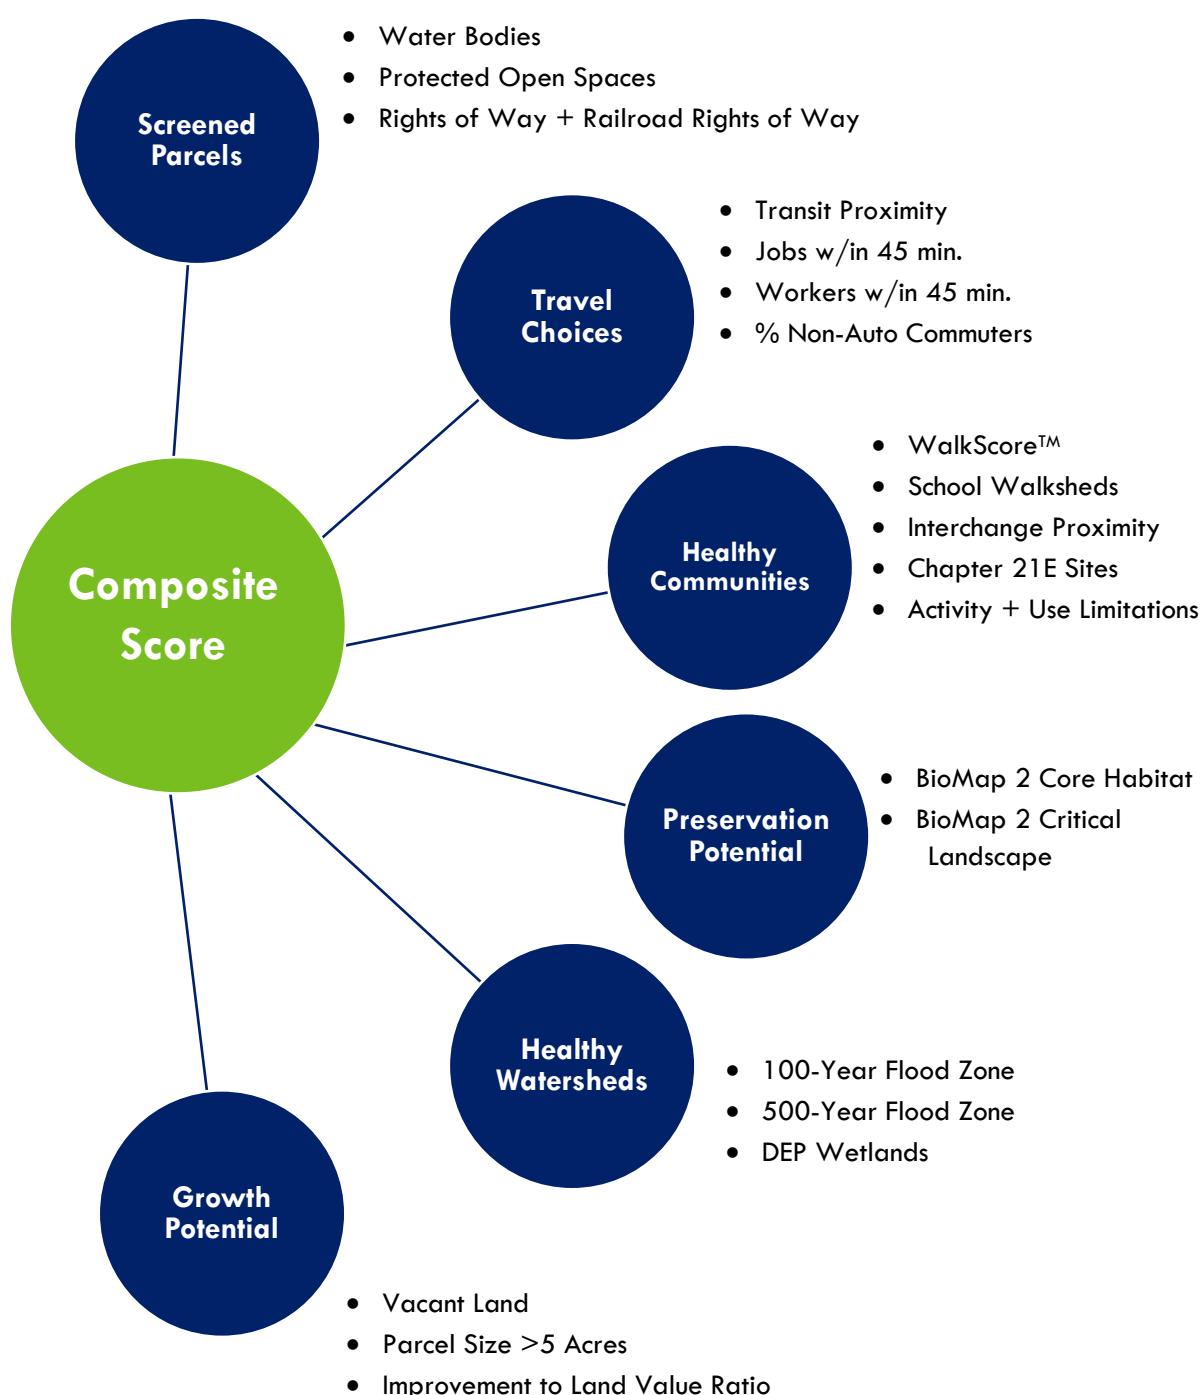 Screened
Parcels
• Water Bodies
• Protected Open Spaces
• Rights of Way + Railroad Rights of Way
Travel
Choices
• Transit Proximity
• Jobs w/in 45 min.
• Workers w/in 45 min.
• % Non-Auto Commuters
Healthy
Communities
• WalkScore™
• School Walksheds
• Interchange Proximity
• Chapter 21E Sites
• Activity + Use Limitations
Composite
Score
Preservation
Potential
• BioMap 2 Core Habitat
• BioMap 2 Critical
Landscape
Healthy
Watersheds
• 100-Year Flood Zone
• 500-Year Flood Zone
• DEP Wetlands
Growth
Potential
• Vacant Land
• Parcel Size >5 Acres
• Improvement to Land Value Ratio